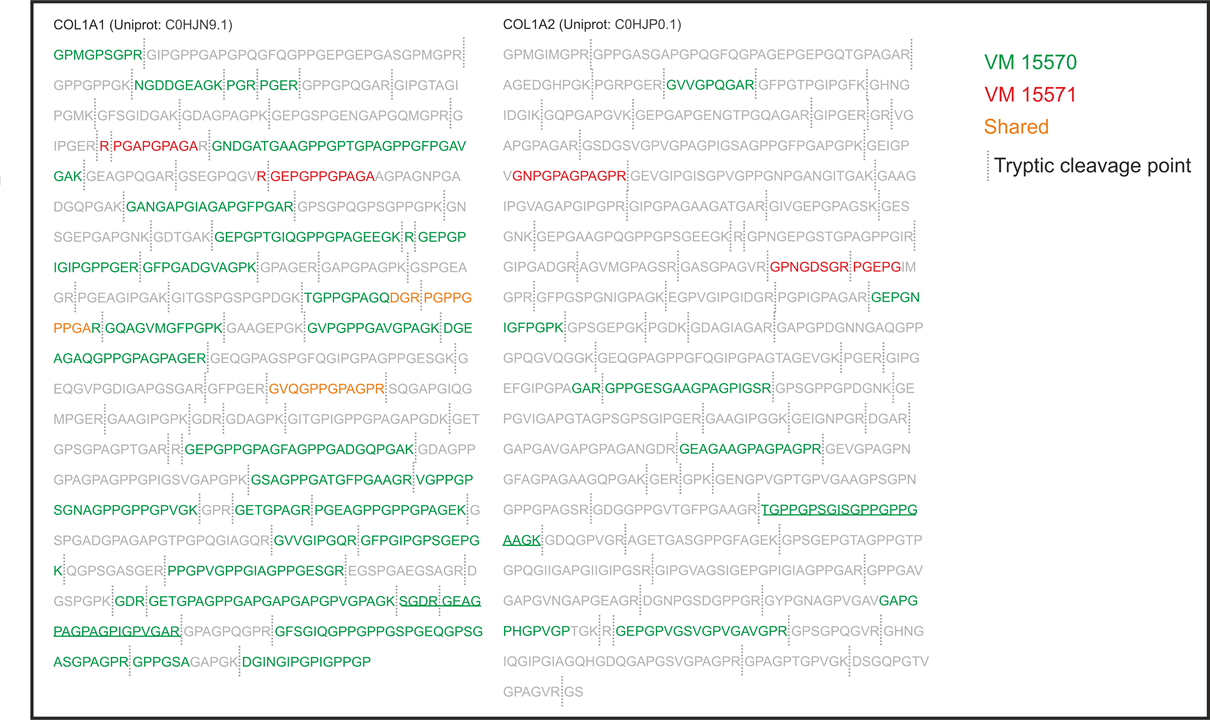 COL1A1 (Uniprot: C0HJN9.1)
GPMGPSGPRGIPGPPGAPGPQGFQGPPGEPGEPGASGPMGPR
GPPGPPGKNGDDGEAGKPGRPGERGPPGPQGARGIPGTAGI
PGMKGFSGIDGAKGDAGPAGPKGEPGSPGENGAPGQMGPRG
IPGERRPGAPGPAGARGNDGATGAAGPPGPTGPAGPPGFPGAV
GAKGEAGPQGARGSEGPQGVRGEPGPPGPAGAAGPAGNPGA
DGQPGAKGANGAPGIAGAPGFPGARGPSGPQGPSGPPGPKGN
SGEPGAPGNKGDTGAKGEPGPTGIQGPPGPAGEEGKRGEPGP
IGIPGPPGERGFPGADGVAGPKGPAGERGAPGPAGPKGSPGEA
GRPGEAGIPGAKGITGSPGSPGPDGKTGPPGPAGQDGRPGPPG
PPGARGQAGVMGFPGPKGAAGEPGKGVPGPPGAVGPAGKDGE
AGAQGPPGPAGPAGERGEQGPAGSPGFQGIPGPAGPPGESGKG
EQGVPGDIGAPGSGARGFPGERGVQGPPGPAGPRSQGAPGIQG
MPGERGAAGIPGPKGDRGDAGPKGITGPIGPPGPAGAPGDKGET
GPSGPAGPTGARRGEPGPPGPAGFAGPPGADGQPGAKGDAGPP
GPAGPAGPPGPIGSVGAPGPKGSAGPPGATGFPGAAGRVGPPGP
SGNAGPPGPPGPVGKGPRGETGPAGRPGEAGPPGPPGPAGEKG
SPGADGPAGAPGTPGPQGIAGQRGVVGIPGQRGFPGIPGPSGEPG
KQGPSGASGERPPGPVGPPGIAGPPGESGREGSPGAEGSAGRD
GSPGPKGDRGETGPAGPPGAPGAPGAPGPVGPAGKSGDRGEAG
PAGPAGPIGPVGARGPAGPQGPRGFSGIQGPPGPPGSPGEQGPSG
ASGPAGPRGPPGSAGAPGKDGINGIPGPIGPPGP
COL1A2 (Uniprot: C0HJP0.1)
GPMGIMGPRGPPGASGAPGPQGFQGPAGEPGEPGQTGPAGAR
AGEDGHPGKPGRPGERGVVGPQGARGFPGTPGIPGFKGHNG
IDGIKGQPGAPGVKGEPGAPGENGTPGQAGARGIPGERGRVG
APGPAGARGSDGSVGPVGPAGPIGSAGPPGFPGAPGPKGEIGP
VGNPGPAGPAGPRGEVGIPGISGPVGPPGNPGANGITGAKGAAG
IPGVAGAPGIPGPRGIPGPAGAAGATGARGIVGEPGPAGSKGES
GNKGEPGAAGPQGPPGPSGEEGKRGPNGEPGSTGPAGPPGIR
GIPGADGRAGVMGPAGSRGASGPAGVRGPNGDSGRPGEPGIM
GPRGFPGSPGNIGPAGKEGPVGIPGIDGRPGPIGPAGARGEPGN
IGFPGPKGPSGEPGKPGDKGDAGIAGARGAPGPDGNNGAQGPP
GPQGVQGGKGEQGPAGPPGFQGIPGPAGTAGEVGKPGERGIPG
EFGIPGPAGARGPPGESGAAGPAGPIGSRGPSGPPGPDGNKGE
PGVIGAPGTAGPSGPSGIPGERGAAGIPGGKGEIGNPGRDGAR
GAPGAVGAPGPAGANGDRGEAGAAGPAGPAGPRGEVGPAGPN
GFAGPAGAAGQPGAKGERGPKGENGPVGPTGPVGAAGPSGPN
GPPGPAGSRGDGGPPGVTGFPGAAGRTGPPGPSGISGPPGPPG
AAGKGDQGPVGRAGETGASGPPGFAGEKGPSGEPGTAGPPGTP
GPQGIIGAPGIIGIPGSRGIPGVAGSIGEPGPIGIAGPPGARGPPGAV
GAPGVNGAPGEAGRDGNPGSDGPPGRGYPGNAGPVGAVGAPG
PHGPVGPTGKRGEPGPVGSVGPVGAVGPRGPSGPQGVRGHNG
IQGIPGIAGQHGDQGAPGSVGPAGPRGPAGPTGPVGKDSGQPGTV
GPAGVRGS
VM 15570
VM 15571
Shared
Tryptic cleavage point